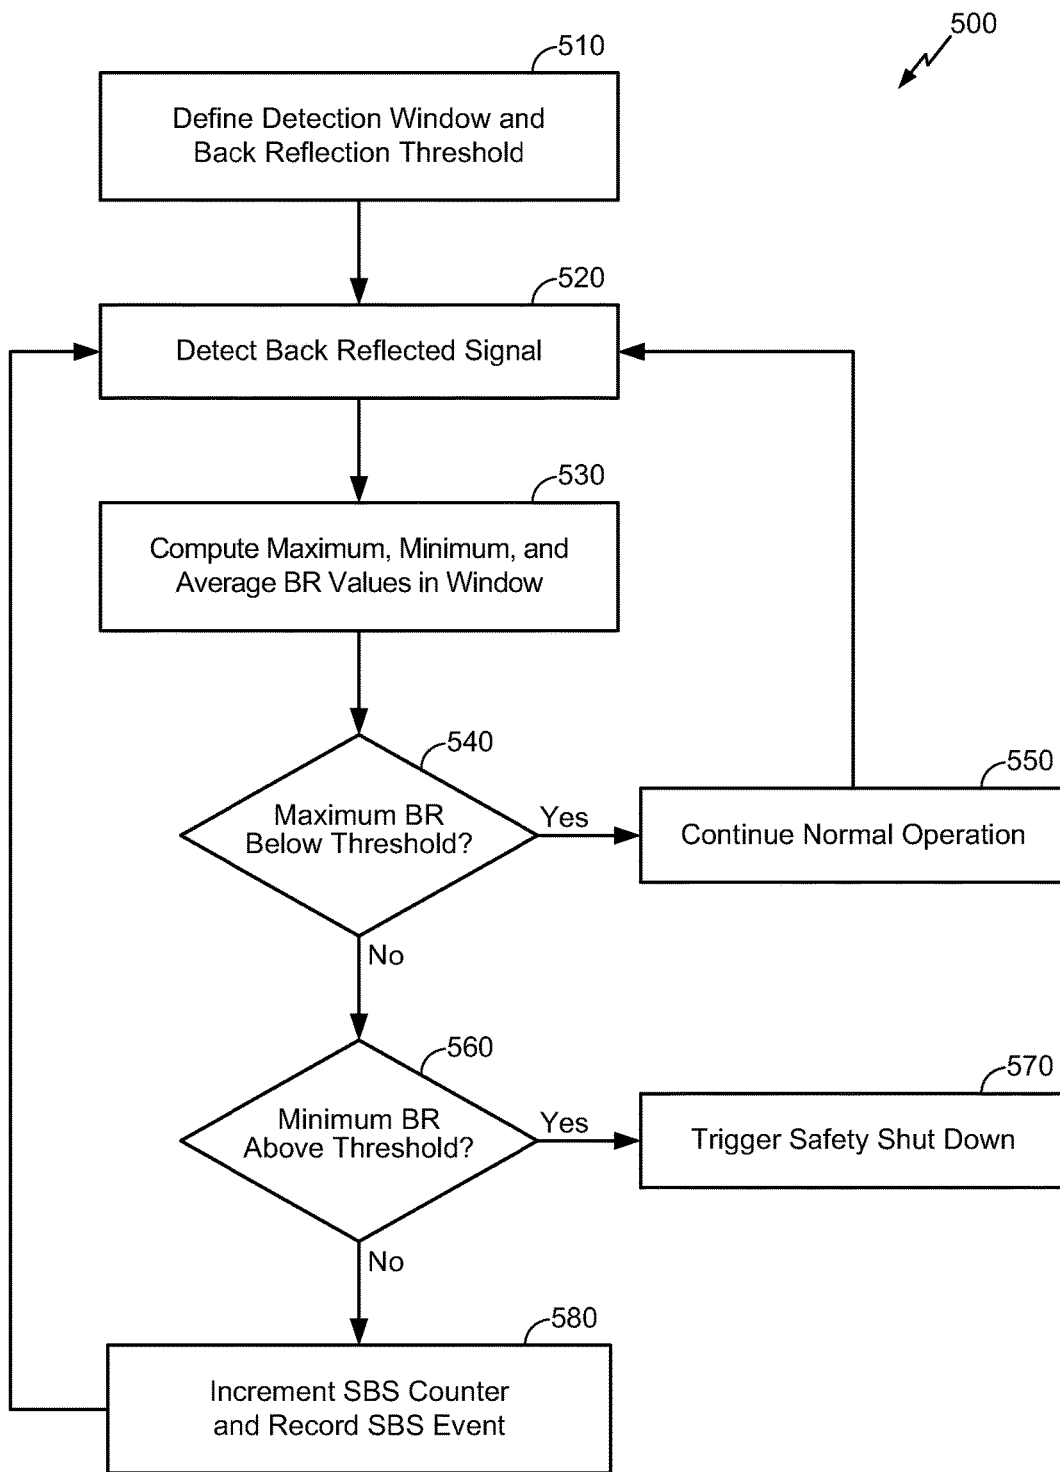 500
510
Define Detection Window and
Back Reflection Threshold
520
Detect Back Reflected Signal
530
Compute Maximum, Minimum, and
Average BR Values in Window
540
Maximum BR
Below Threshold?
Yes
550
Continue Normal Operation
No
560
Minimum BR
Above Threshold?
Yes
570
Trigger Safety Shut Down
No
580
Increment SBS Counter
and Record SBS Event